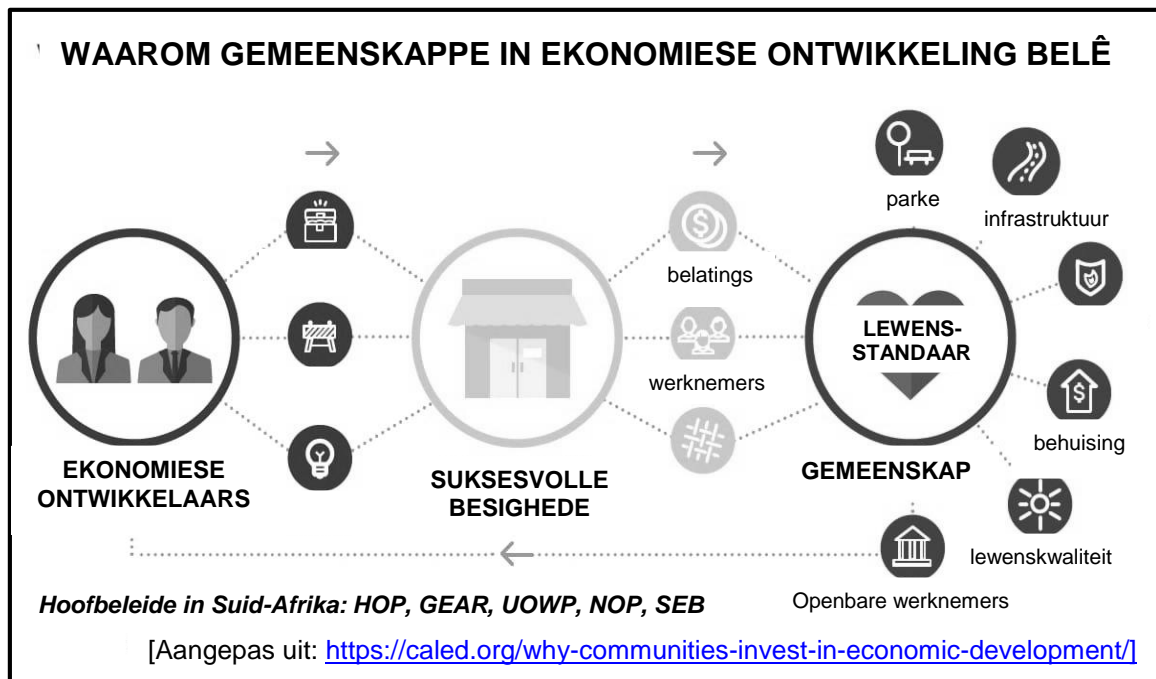 WAAROM GEMEENSKAPPE IN EKONOMIESE ONTWIKKELING BELÊ
parke
infrastruktuur
belatings
LEWENS-
STANDAAR
werknemers
behuising
EKONOMIESE
ONTWIKKELAARS
SUKSESVOLLE
BESIGHEDE
GEMEENSKAP
lewenskwaliteit
Openbare werknemers
Hoofbeleide in Suid-Afrika: HOP, GEAR, UOWP, NOP, SEB
[Aangepas uit: https://caled.org/why-communities-invest-in-economic-development/]